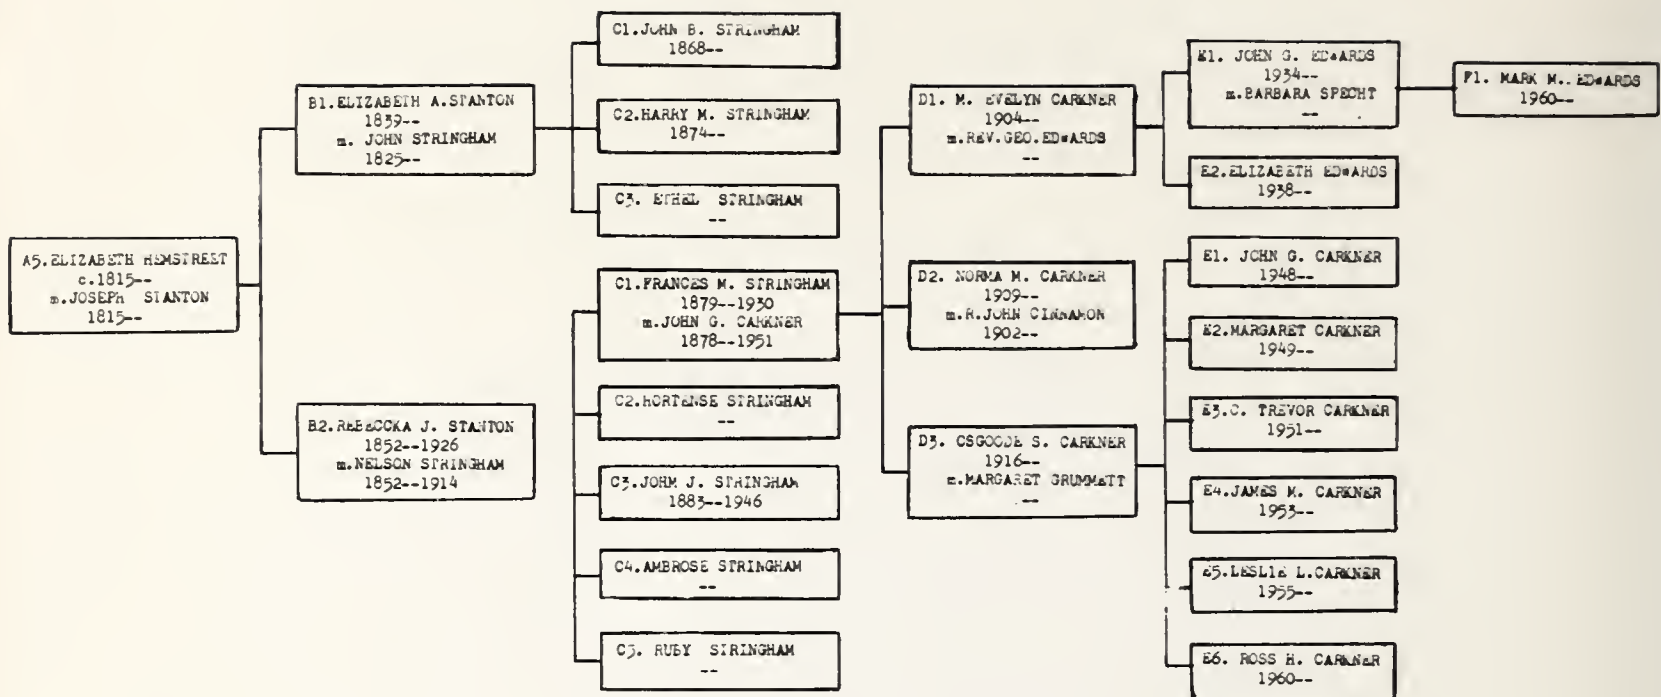 A5.ELIZABETH HEMSTREET
c.1815--
m.JOSEPH STANTON
1815--
B1.ELIZABETH A.STANTON
1839--
m. JOHN STRINGHAM
1825--
B2.REBECCKA J. STANTON
1852--1926
m.NELSON STRINGHAM
1852--1914
C1.JOHN B. STRINGHAM
1868--
C2.HARRY M. STRINGHAM
1874--
C3. ETHEL STRINGHAM
--
C1.FRANCES M. STRINGHAM
1879--1930
m.JOHN G. CARKNER
1878--1951
C2.HORTENSE STRINGHAM
--
C3.JOHM J. STRINGHAM
1883--1946
C4.AMBROSE STRINGHAM
--
C5. RUBY STRINGHAM
--
D1. M. EVELYN CARKNER
1904--
m.REV.GEO.EDWARDS
--
D2. NORMA M. CARKNER
1909--
m.R.JOHN CINNAMON
1902--
D3. OSGOODE S. CARKNER
1916--
m.MARGARET GRUMMETT
--
E1. JOHN G. EDWARDS
1934--
m.BARBARA SPECHT
--
E2.ELIZABETH EDWARDS
1938--
E1. JOHN G. CARKNER
1948--
E2.MARGARET CARKNER
1949--
E3.C. TREVOR CARKNER
1951--
E4.JAMES M. CARKNER
1953--
E5.LESLIE L.CARKNER
1955--
E6. ROSS H. CARKNER
1960--
F1. MARK M. EDWARDS
1960--